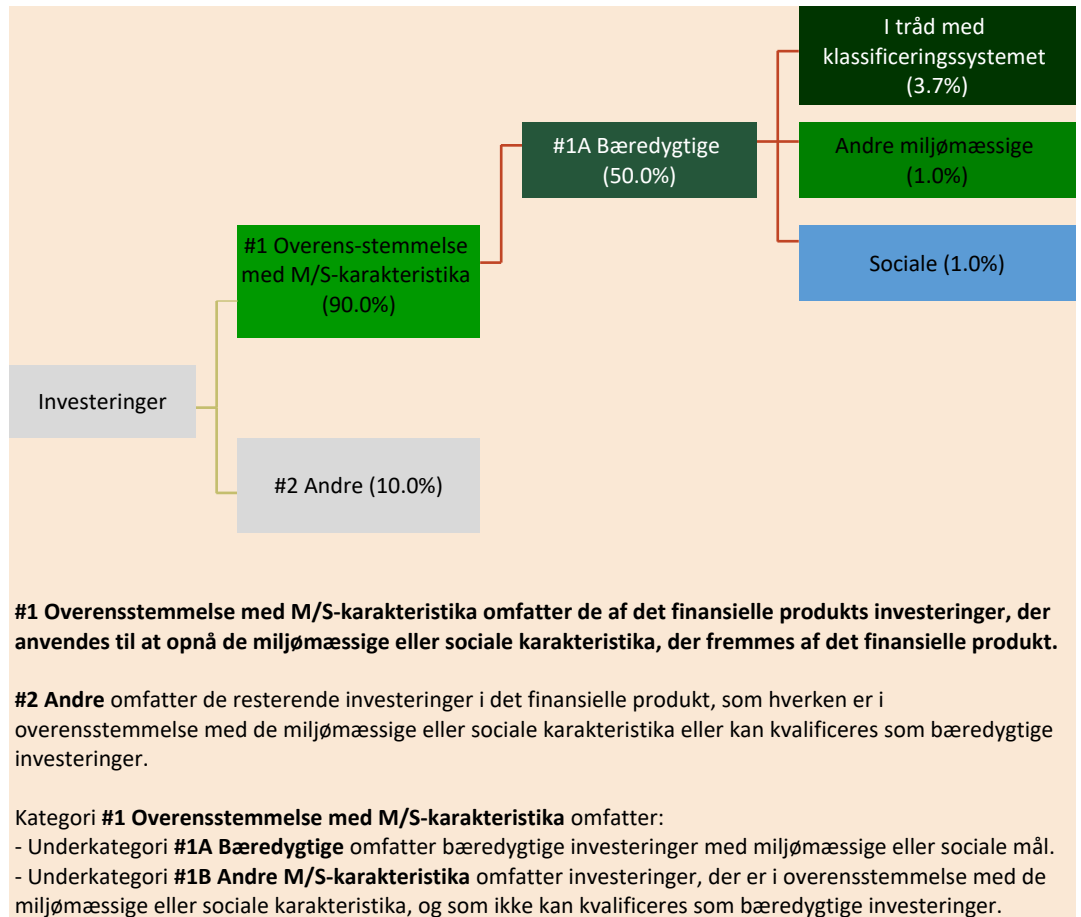 I tråd med
klassificeringssystemet
(3.7%)
#1A Bæredygtige
(50.0%)
Andre miljømæssige
(1.0%)
#1 Overens-stemmelse
med M/S-karakteristika
(90.0%)
Sociale (1.0%)
Investeringer
#2 Andre (10.0%)
#1 Overensstemmelse med M/S-karakteristika omfatter de af det finansielle produkts investeringer, der
anvendes til at opnå de miljømæssige eller sociale karakteristika, der fremmes af det finansielle produkt.
#2 Andre omfatter de resterende investeringer i det finansielle produkt, som hverken er i
overensstemmelse med de miljømæssige eller sociale karakteristika eller kan kvalificeres som bæredygtige
investeringer.
Kategori #1 Overensstemmelse med M/S-karakteristika omfatter:
- Underkategori #1A Bæredygtige omfatter bæredygtige investeringer med miljømæssige eller sociale mål.
- Underkategori #1B Andre M/S-karakteristika omfatter investeringer, der er i overensstemmelse med de
miljømæssige eller sociale karakteristika, og som ikke kan kvalificeres som bæredygtige investeringer.